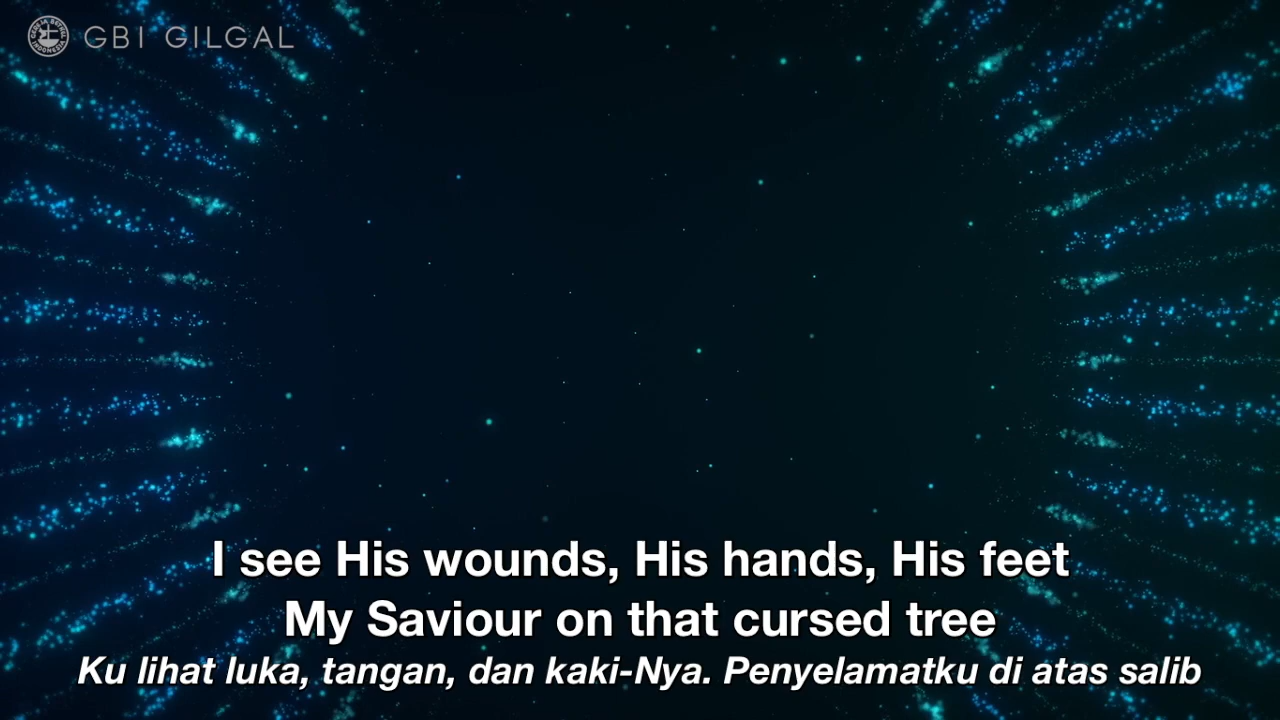 GBI GILGAL
I see His wounds, His hands, His feet
My Saviour on that cursed tree
Ku lihat luka, tangan, dan kaki-Nya. Penyelamatku di atas salib